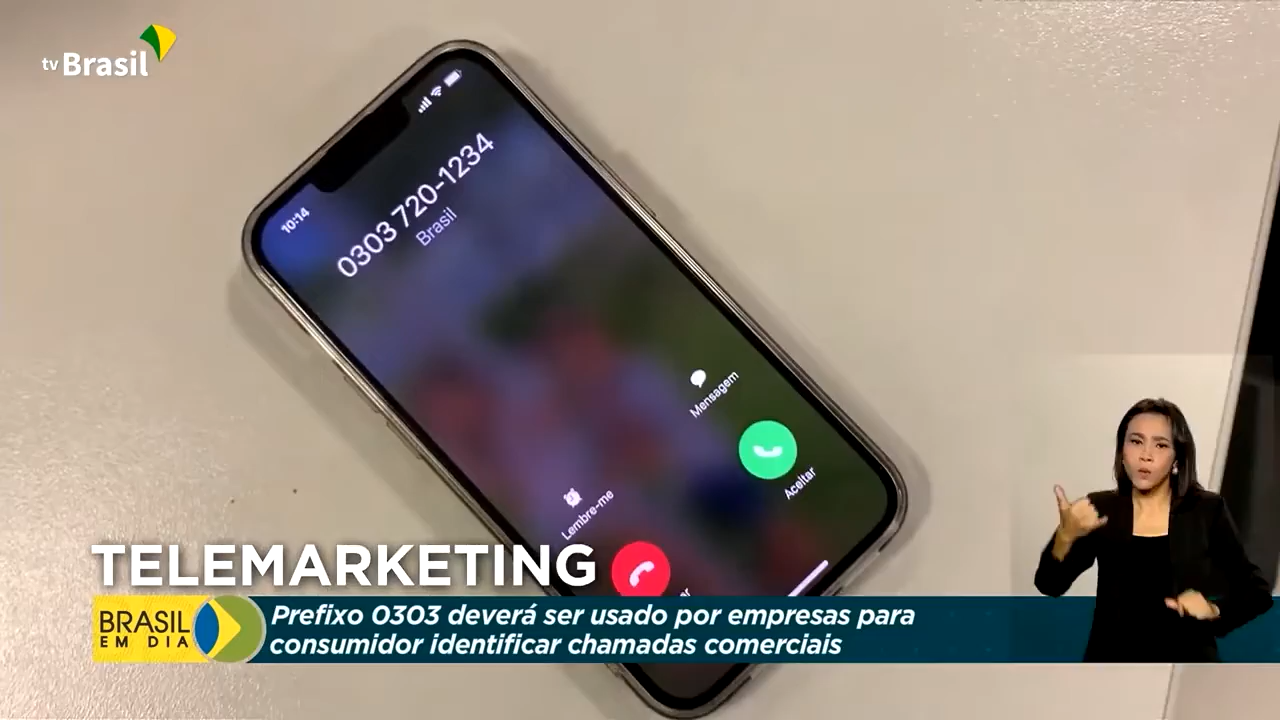 tv Brasil
10:14
0303 720-1234
Brasil
Mensagem
Lembre-me
Aceitar
TELEMARKETING
BRASIL
EM DIA
Prefixo 0303 deverá ser usado por empresas para
consumidor identificar chamadas comerciais